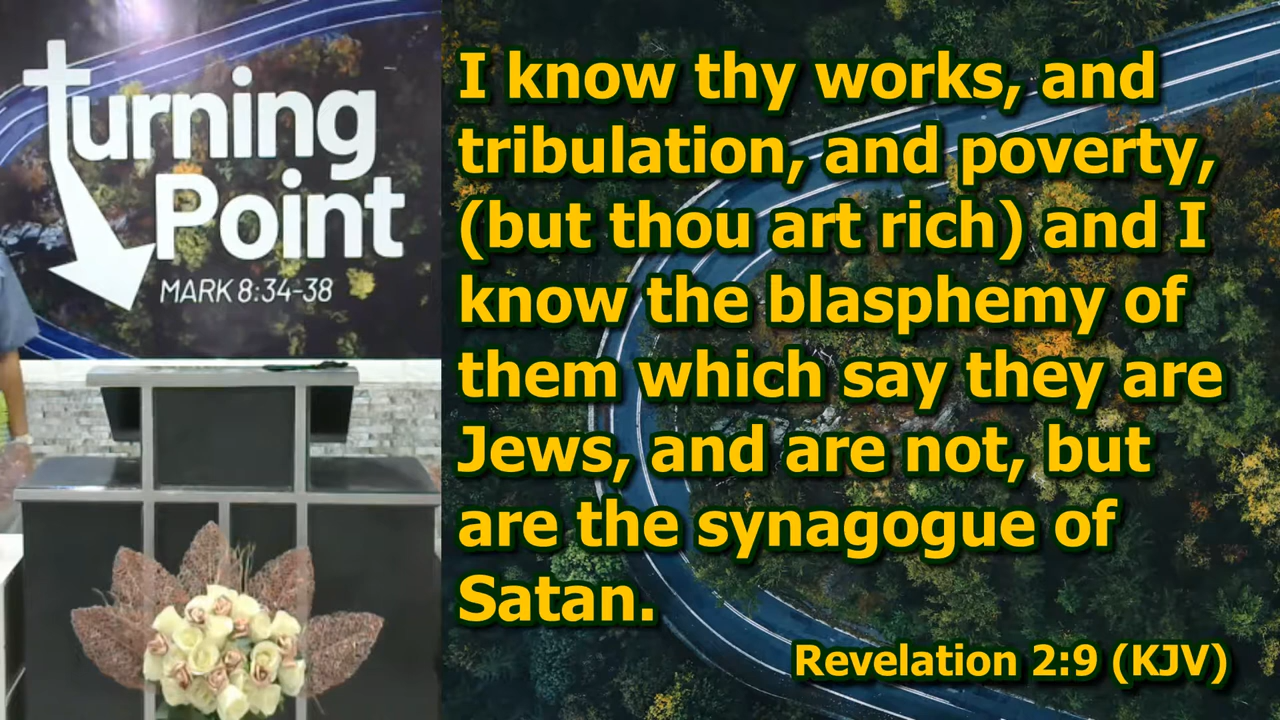 turning
Point
MARK 8:34-38
I know thy works, and
tribulation, and poverty,
(but thou art rich) and I
know the blasphemy of
them which say they are
Jews, and are not, but
are the synagogue of
Satan.
Revelation 2:9 (KJV)